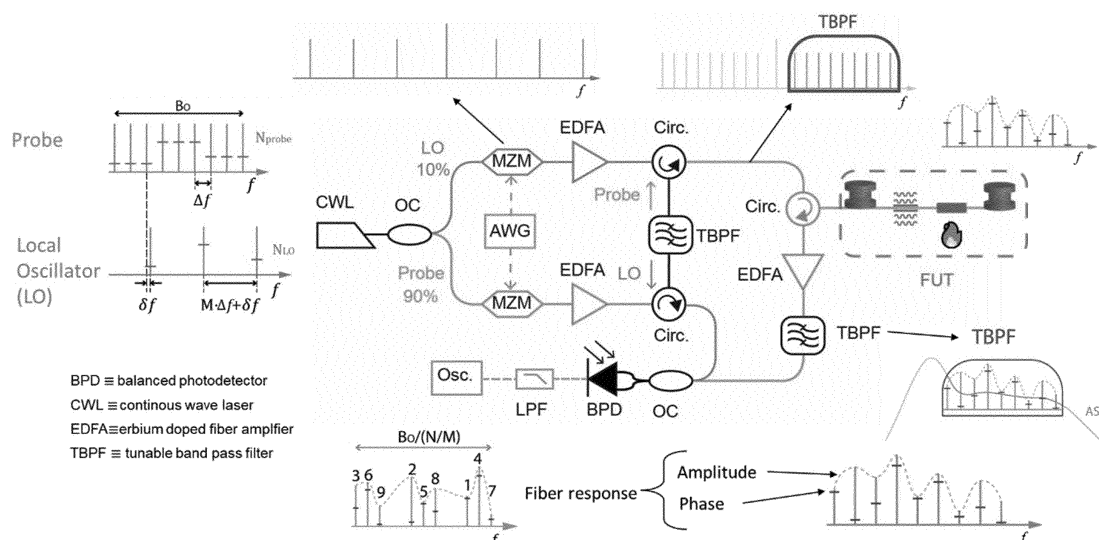 TBPF
f
f
Bo
Probe
Nprobe
f
Δf
Local
Oscillator
(LO)
NLO
f
δf
M·Δf+δf
CWL
OC
LO
10%
MZM
EDFA
Circ.
AWG
Probe
TBPF
Circ.
f
FUT
Probe
90%
MZM
EDFA
LO
Circ.
EDFA
TBPF
TBPF
AS
Osc.
LPF
BPD
OC
BPD ≡ balanced photodetector
CWL ≡ continous wave laser
EDFA≡erbium doped fiber amplfier
TBPF ≡ tunable band pass filter
Bo/(N/M)
3 6 9 2 5 8 1 4 7
f
Fiber response
Amplitude
Phase
f